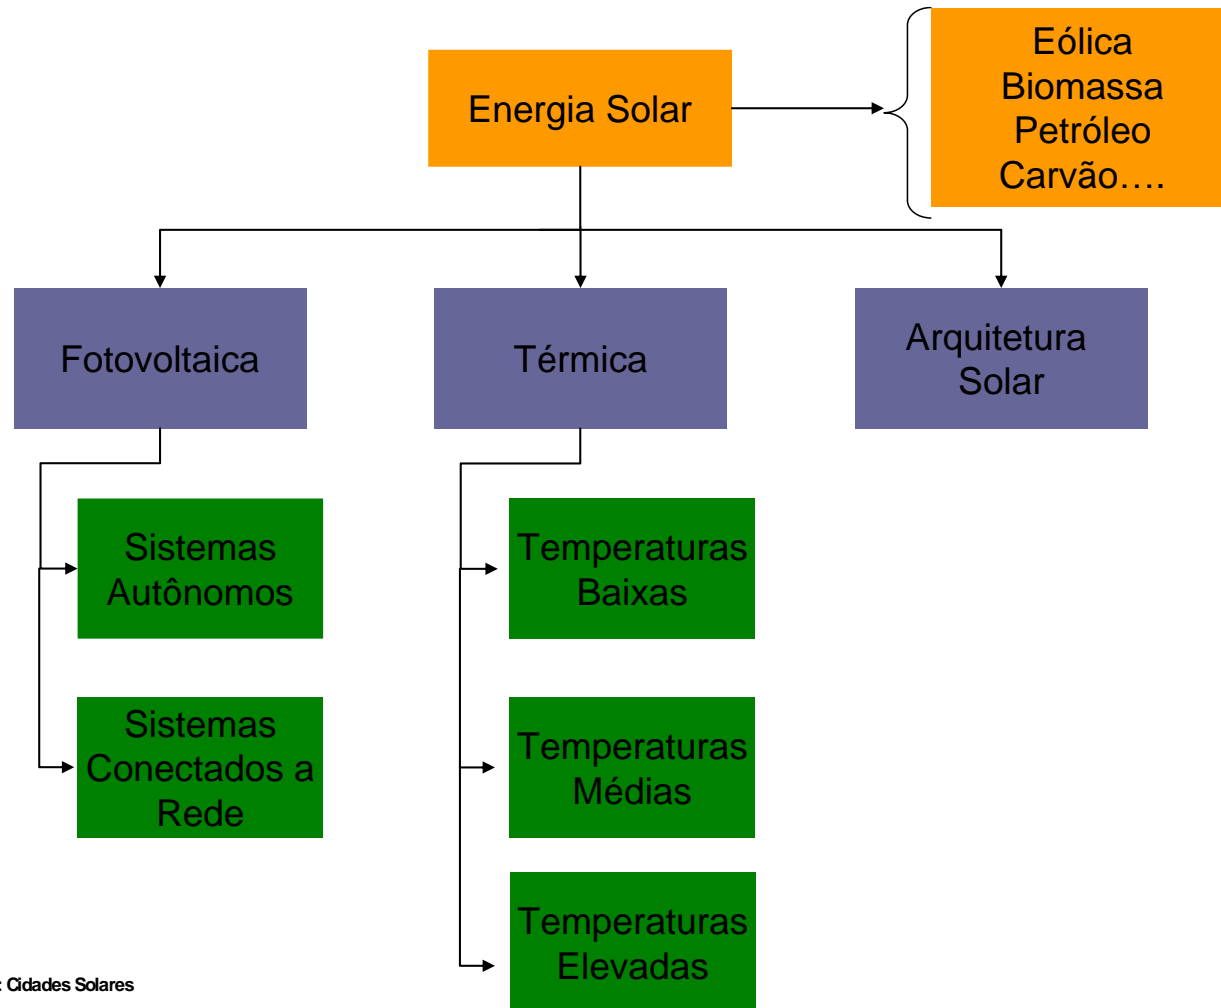 Energia Solar
Eólica
Biomassa
Petróleo
Carvão….
Fotovoltaica
Térmica
Arquitetura
Solar
Sistemas
Autônomos
Sistemas
Conectados a
Rede
Temperaturas
Baixas
Temperaturas
Médias
Temperaturas
Elevadas
: Cidades Solares